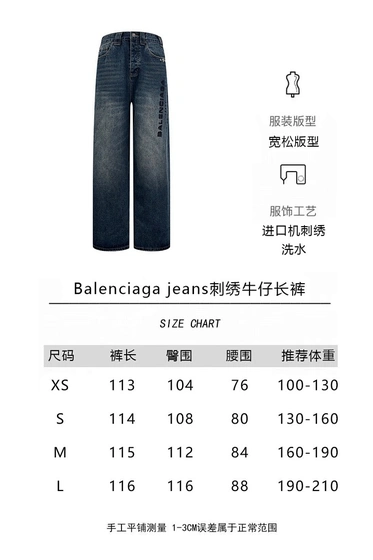 BALENCIAGA
服装版型
宽松版型
服饰工艺
进口机刺绣
洗水
Balenciaga jeans刺绣牛仔长裤
SIZE CHART
尺码 裤长 臀围 腰围 推荐体重
XS 113 104 76 100-130
S 114 108 80 130-160
M 115 112 84 160-190
L 116 116 88 190-210
手工平铺测量 1-3CM误差属于正常范围